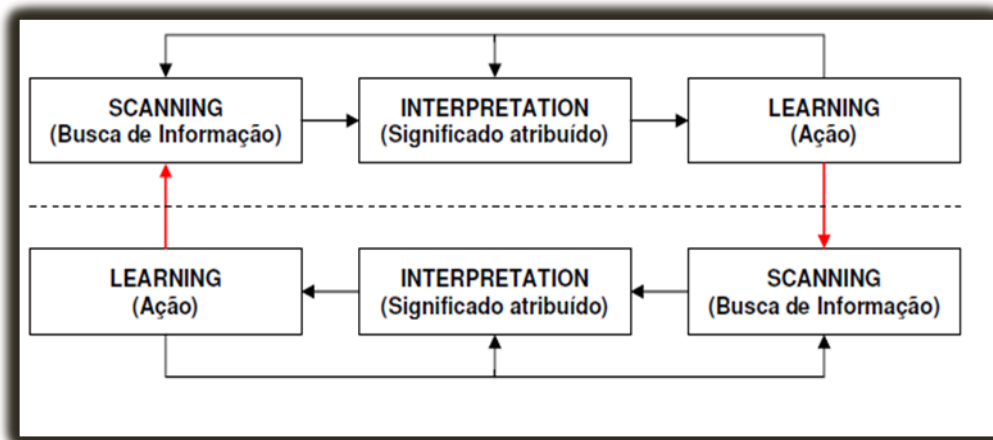 SCANNING
(Busca de Informação)
INTERPRETATION
(Significado atribuído)
LEARNING
(Ação)
LEARNING
(Ação)
INTERPRETATION
(Significado atribuído)
SCANNING
(Busca de Informação)